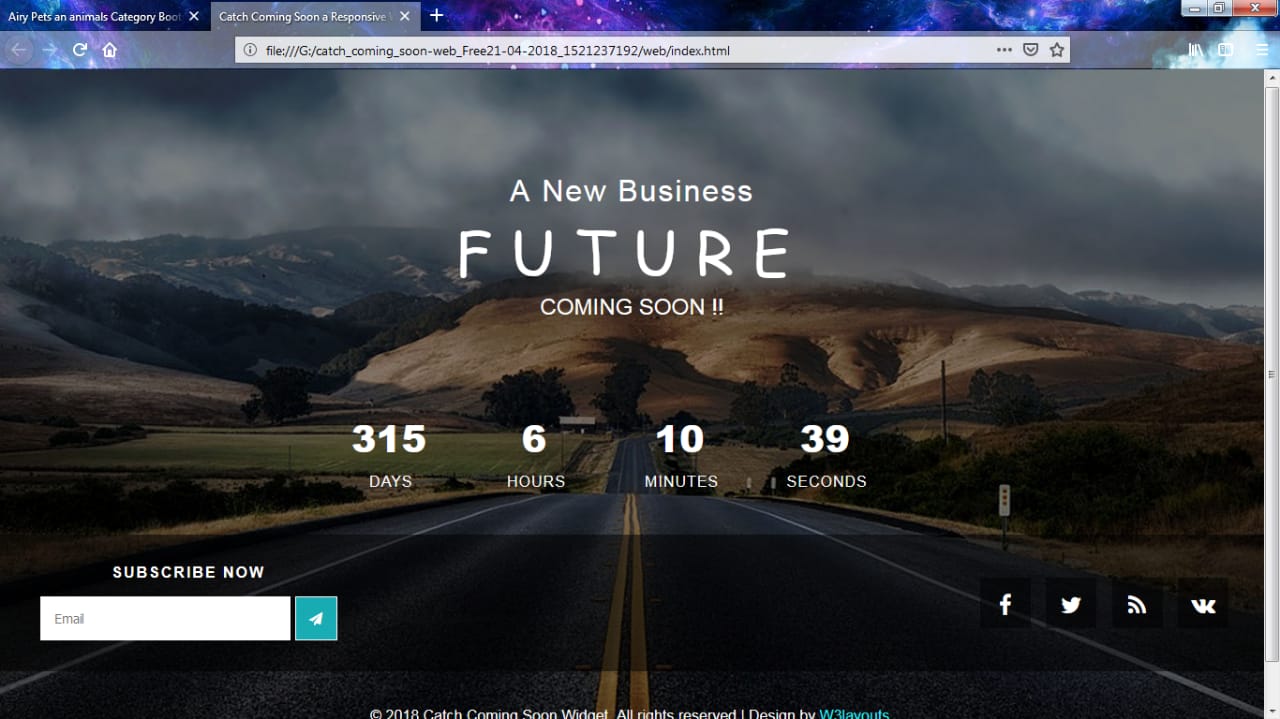 Airy Pets an animals Category Boot
Catch Coming Soon a Responsive
file:///G:/catch_coming_soon-web_Free21-04-2018_1521237192/web/index.html
A New Business
FUTURE
COMING SOON !!
315 6 10 39
DAYS HOURS MINUTES SECONDS
SUBSCRIBE NOW
Email
© 2018 Catch Coming Soon Widget. All rights reserved | Design by W3layouts